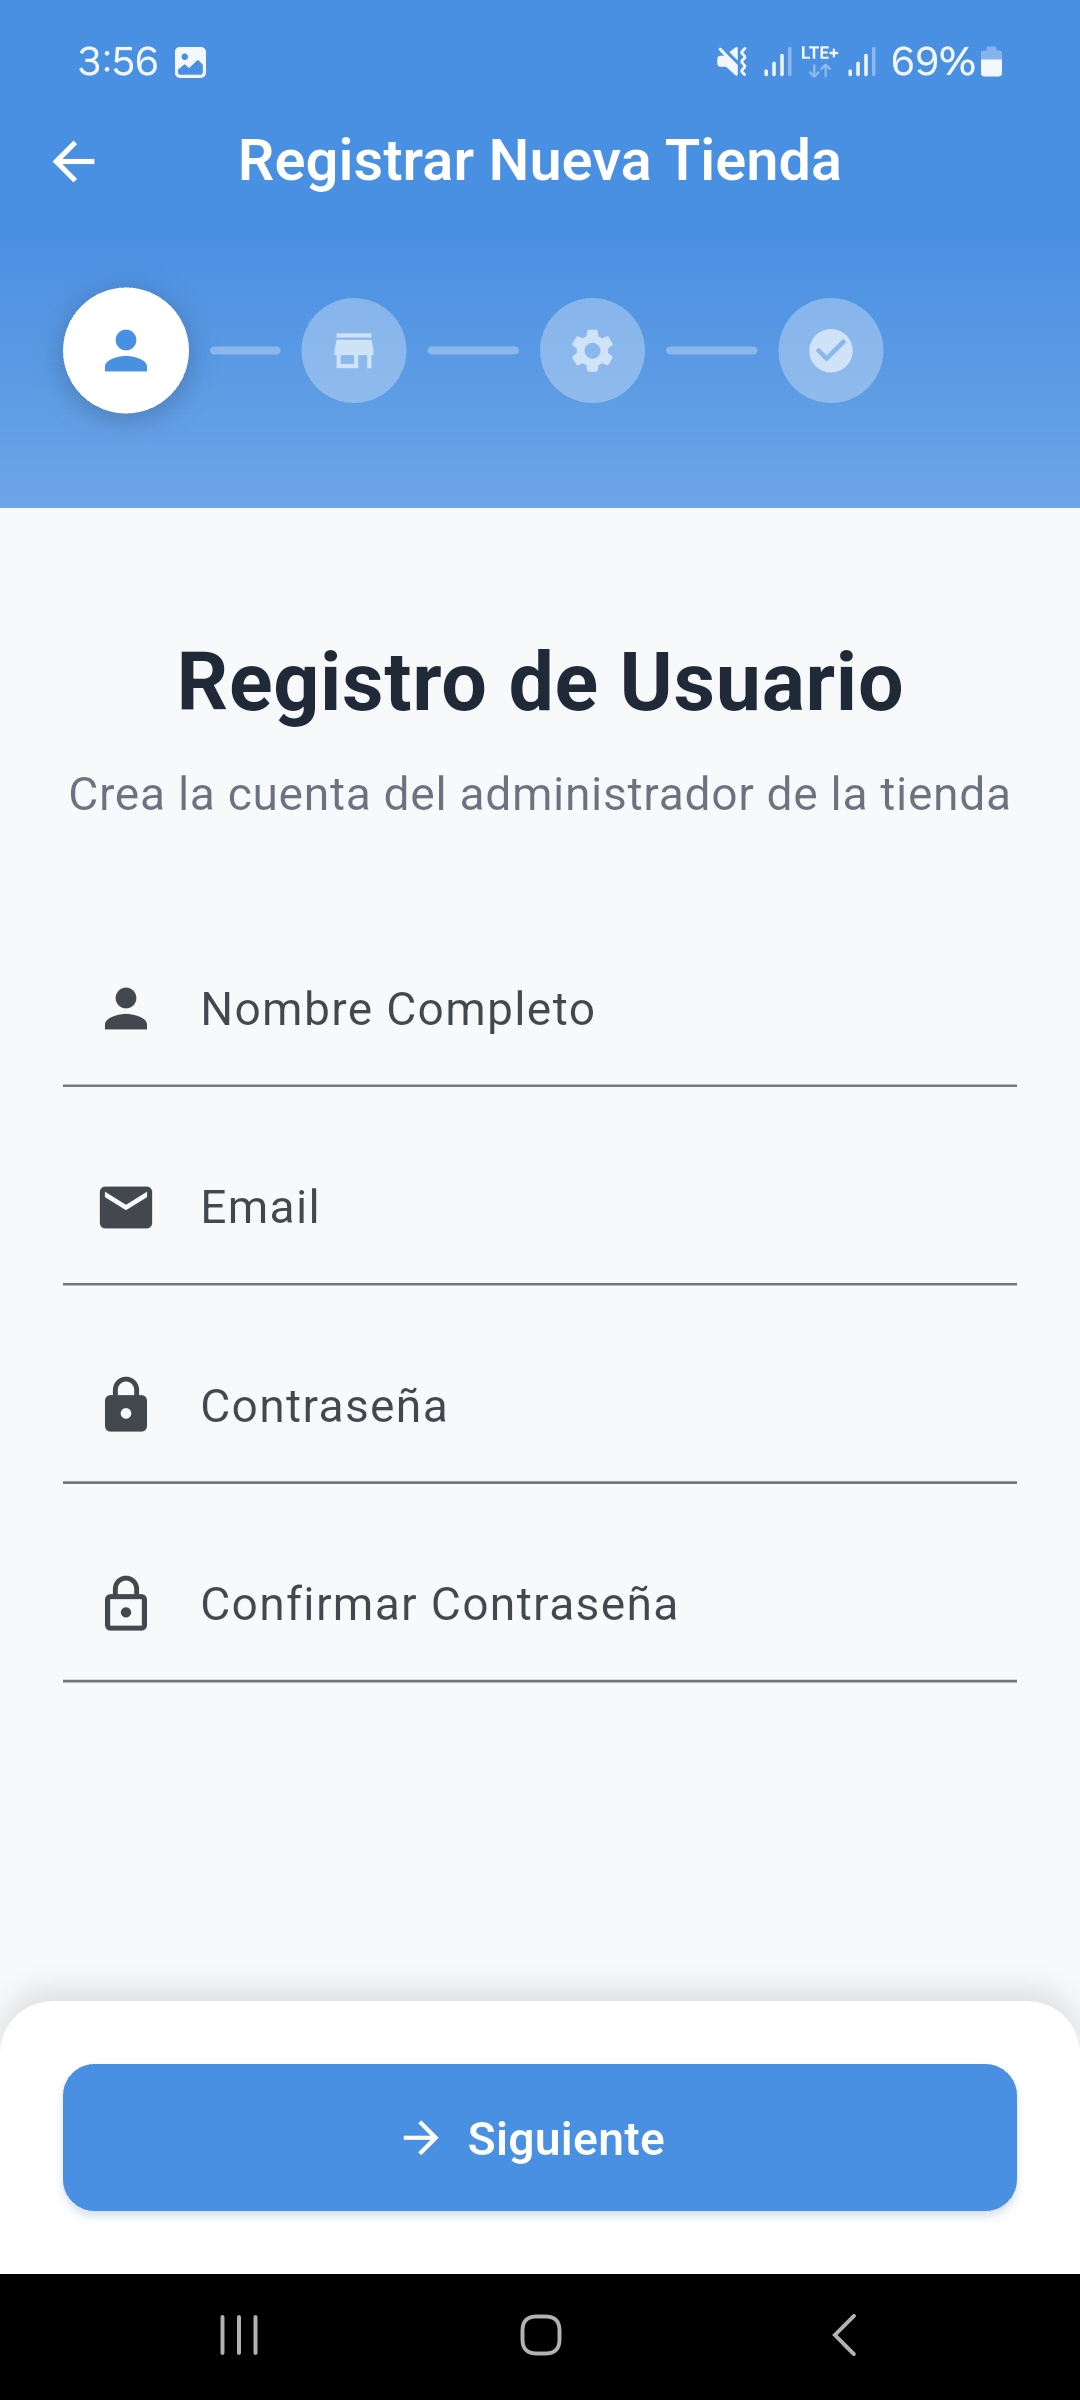 3:56 LTE+ 69%
Registrar Nueva Tienda
Registro de Usuario
Crea la cuenta del administrador de la tienda
Nombre Completo
Email
Contraseña
Confirmar Contraseña
Siguiente